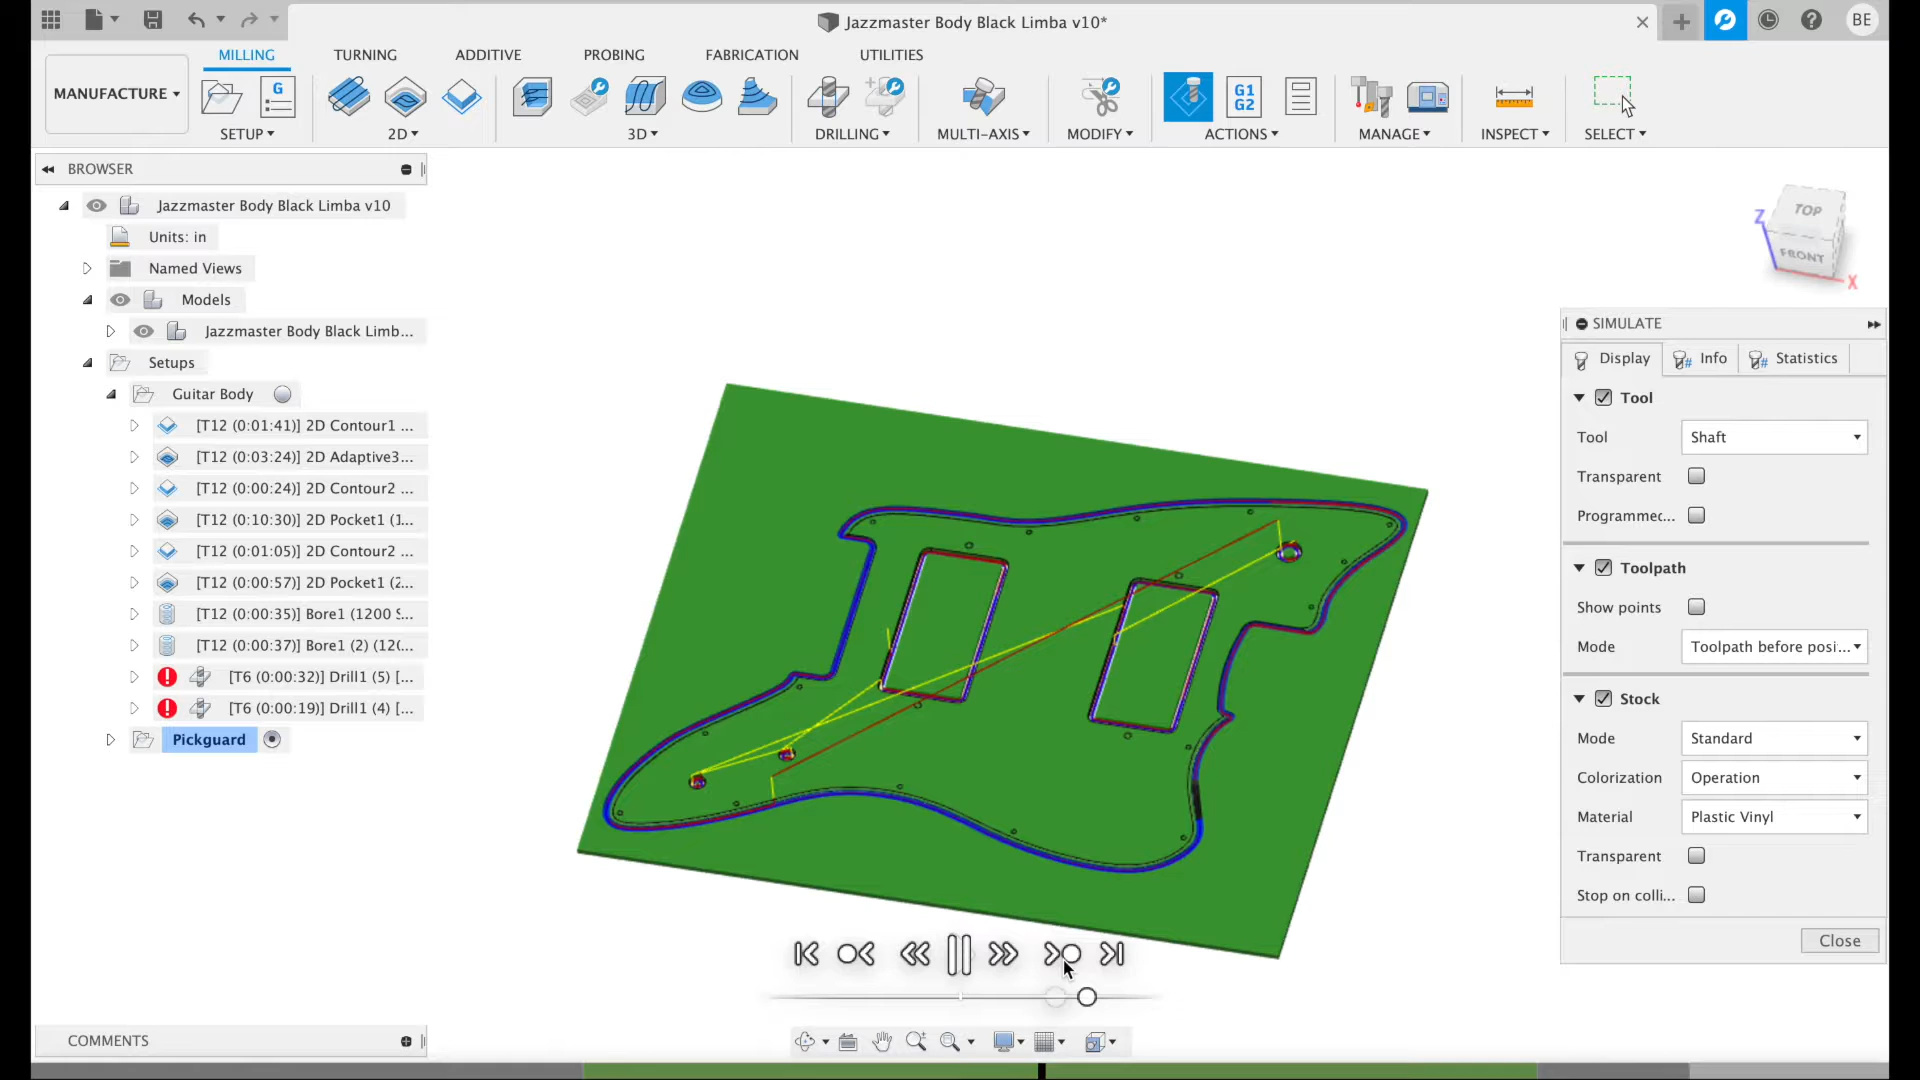 Jazzmaster Body Black Limba v10*
BE
MANUFACTURE
MILLING
TURNING
ADDITIVE
PROBING
FABRICATION
UTILITIES
G
G1
G2
SETUP
2D
3D
DRILLING
MULTI-AXIS
MODIFY
ACTIONS
MANAGE
INSPECT
SELECT
BROWSER
Jazzmaster Body Black Limba v10
Units: in
Named Views
Models
Jazzmaster Body Black Limb...
Setups
Guitar Body
[T12 (0:01:41)] 2D Contour1 ...
[T12 (0:03:24)] 2D Adaptive3...
[T12 (0:00:24)] 2D Contour2 ...
[T12 (0:10:30)] 2D Pocket1 (1...
[T12 (0:01:05)] 2D Contour2 ...
[T12 (0:00:57)] 2D Pocket1 (2...
[T12 (0:00:35)] Bore1 (1200 S...
[T12 (0:00:37)] Bore1 (2) (120...
[T6 (0:00:32)] Drill1 (5) [...
[T6 (0:00:19)] Drill1 (4) [...
Pickguard
COMMENTS
TOP
FRONT
Z
X
SIMULATE
Display
Info
Statistics
Tool
Tool
Shaft
Transparent
Programmec...
Toolpath
Show points
Mode
Toolpath before posi...
Stock
Mode
Standard
Colorization
Operation
Material
Plastic Vinyl
Transparent
Stop on colli...
Close